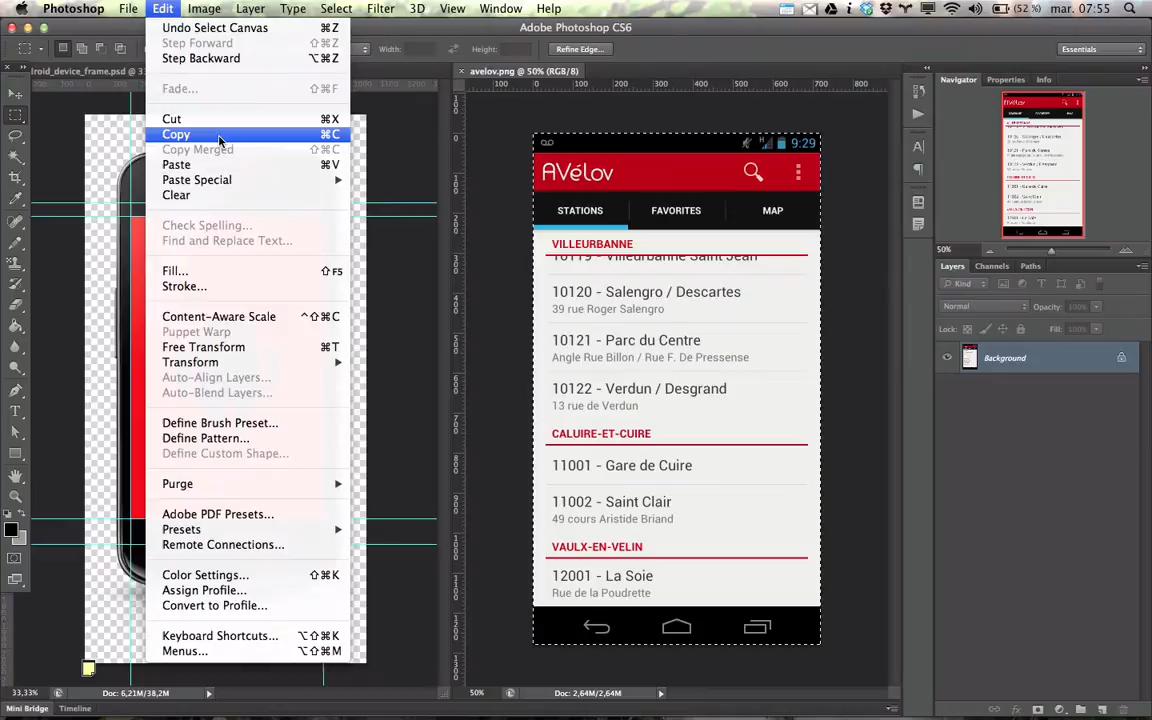 Photoshop File Edit Image Layer Type Select Filter 3D View Window Help
(52 %) mar. 07:55
Adobe Photoshop CS6
Width: Height: Refine Edge... Essentials
avelov.png @ 50% (RGB/8)
Undo Select Canvas ⌘Z
Step Forward ⇧⌘Z
Step Backward ⌥⌘Z
Fade... ⇧⌘F
Cut ⌘X
Copy ⌘C
Copy Merged ⇧⌘C
Paste ⌘V
Paste Special
Clear
Check Spelling...
Find and Replace Text...
Fill... ⇧F5
Stroke...
Content-Aware Scale ^⇧⌘C
Puppet Warp
Free Transform ⌘T
Transform
Auto-Align Layers...
Auto-Blend Layers...
Define Brush Preset...
Define Pattern...
Define Custom Shape...
Purge
Adobe PDF Presets...
Presets
Remote Connections...
Color Settings... ⇧⌘K
Assign Profile...
Convert to Profile...
Keyboard Shortcuts... ⌥⇧⌘K
Menus... ⌥⇧⌘M
9:29
AVélov
STATIONS FAVORITES MAP
VILLEURBANNE
10119 - Villeurbanne Saint Jean
10120 - Salengro / Descartes
39 rue Roger Salengro
10121 - Parc du Centre
Angle Rue Billon / Rue F. De Pressense
10122 - Verdun / Desgrand
13 rue de Verdun
CALUIRE-ET-CUIRE
11001 - Gare de Cuire
11002 - Saint Clair
49 cours Aristide Briand
VAULX-EN-VELIN
12001 - La Soie
Rue de la Poudrette
Navigator Properties Info
50%
Layers Channels Paths
Kind
Normal Opacity: 100%
Lock: Fill: 100%
Background
33,33% Doc: 6,21M/38,2M
50% Doc: 2,64M/2,64M
Mini Bridge Timeline